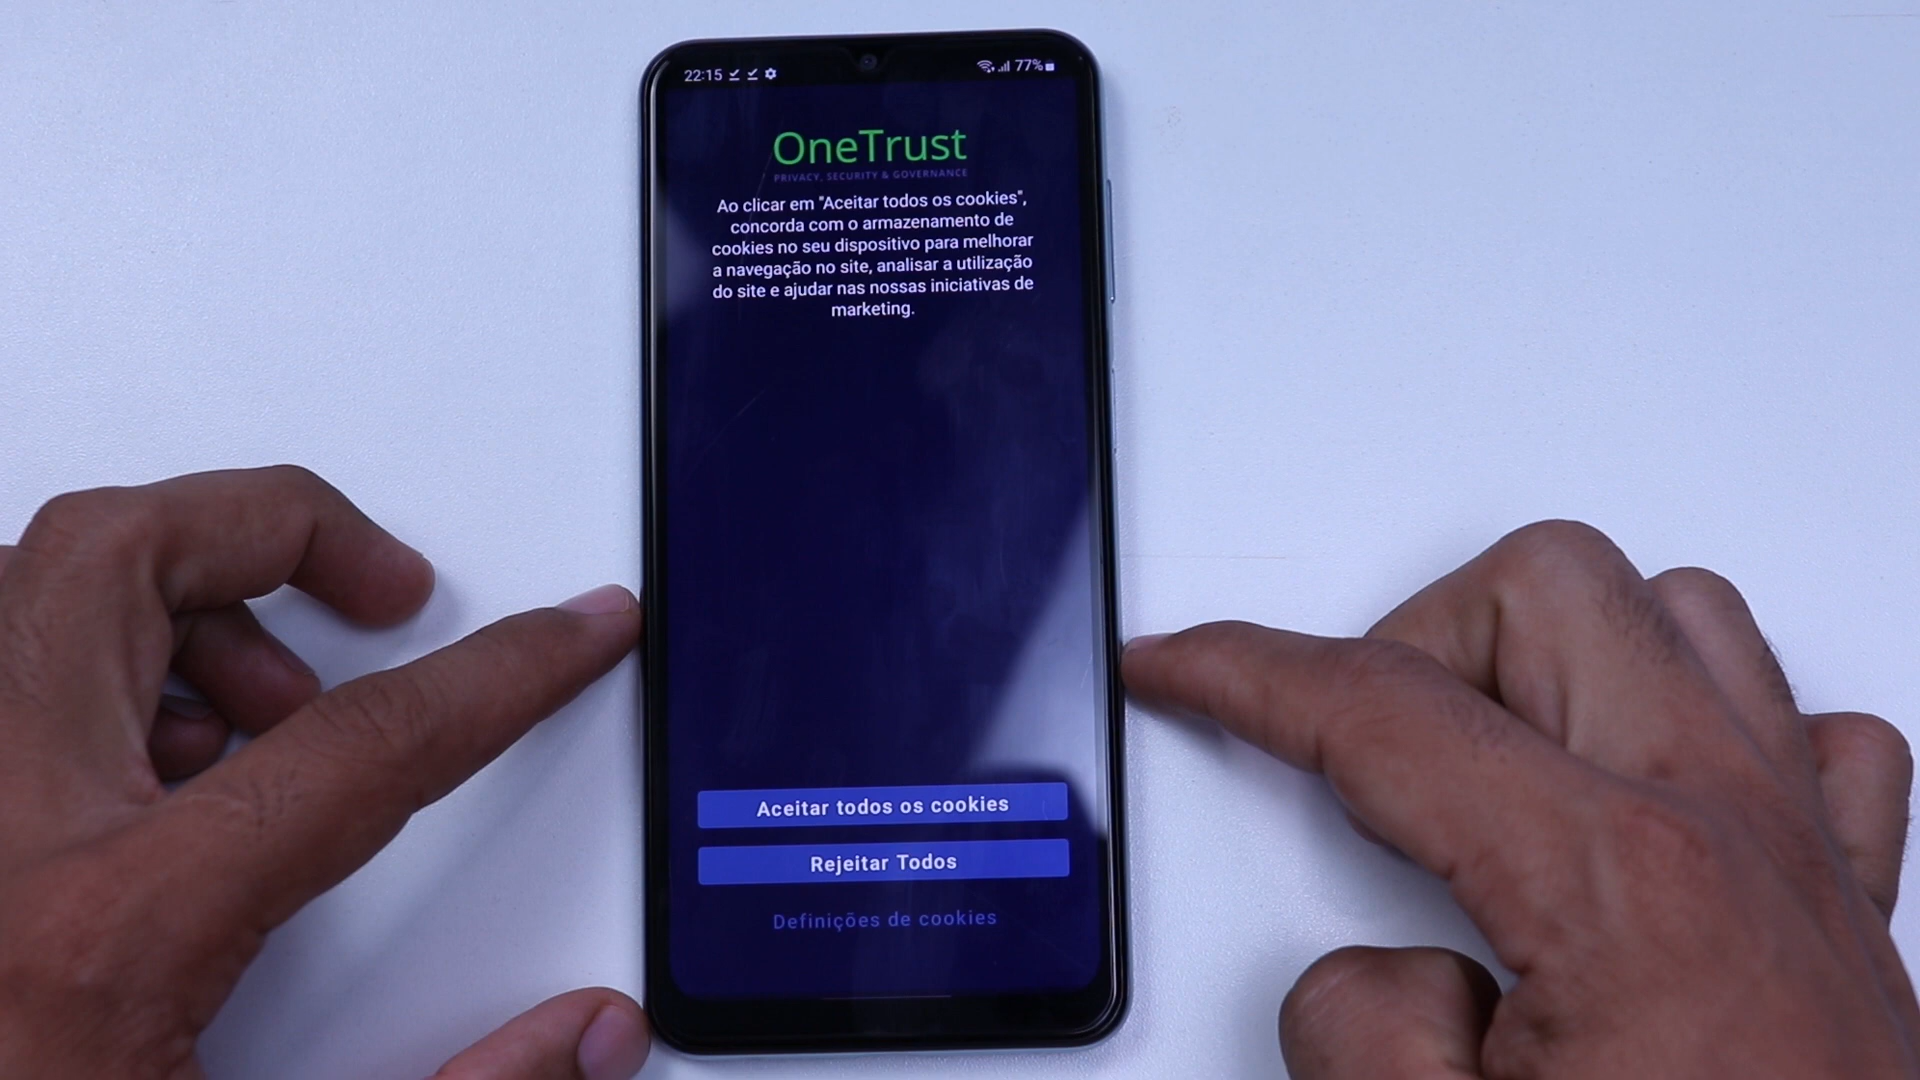 22:15 77%
OneTrust
PRIVACY, SECURITY & GOVERNANCE
Ao clicar em "Aceitar todos os cookies",
concorda com o armazenamento de
cookies no seu dispositivo para melhorar
a navegação no site, analisar a utilização
do site e ajudar nas nossas iniciativas de
marketing.
Aceitar todos os cookies
Rejeitar Todos
Definições de cookies